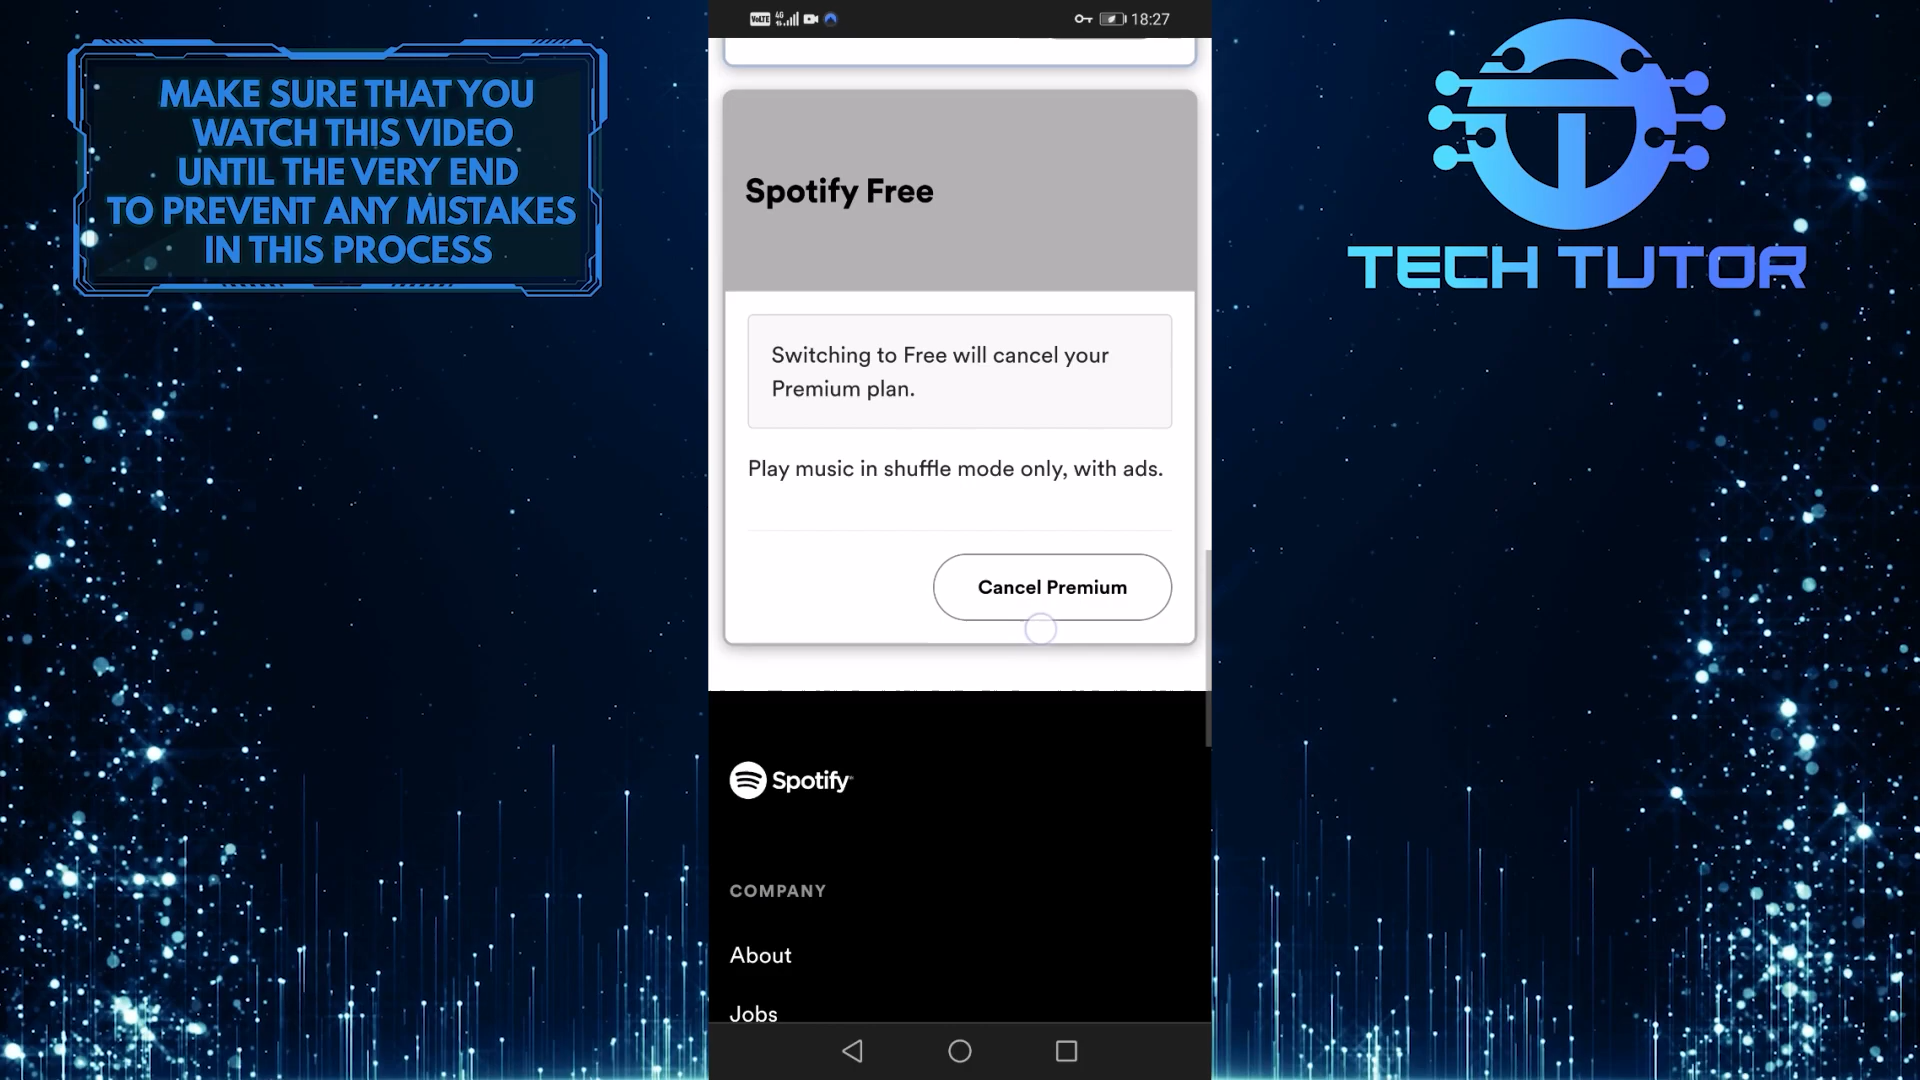 MAKE SURE THAT YOU
WATCH THIS VIDEO
UNTIL THE VERY END
TO PREVENT ANY MISTAKES
IN THIS PROCESS
VoLTE 4G
18:27
Spotify Free
Switching to Free will cancel your
Premium plan.
Play music in shuffle mode only, with ads.
Cancel Premium
Spotify
COMPANY
About
Jobs
TECH TUTOR